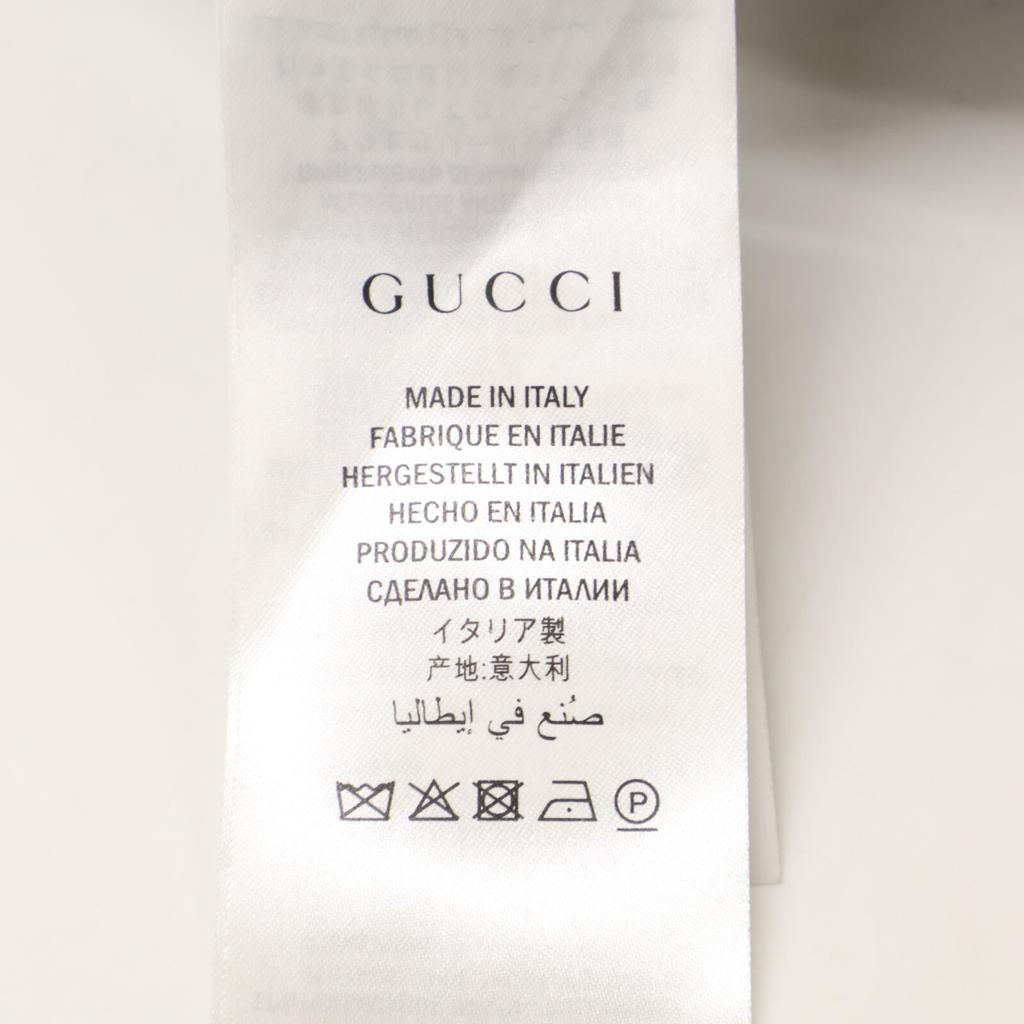 GUCCI
MADE IN ITALY
FABRIQUE EN ITALIE
HERGESTELLT IN ITALIEN
HECHO EN ITALIA
PRODUZIDO NA ITALIA
СДЕЛАНО В ИТАЛИИ
イタリア製
产地:意大利
صُنع في إيطاليا
P